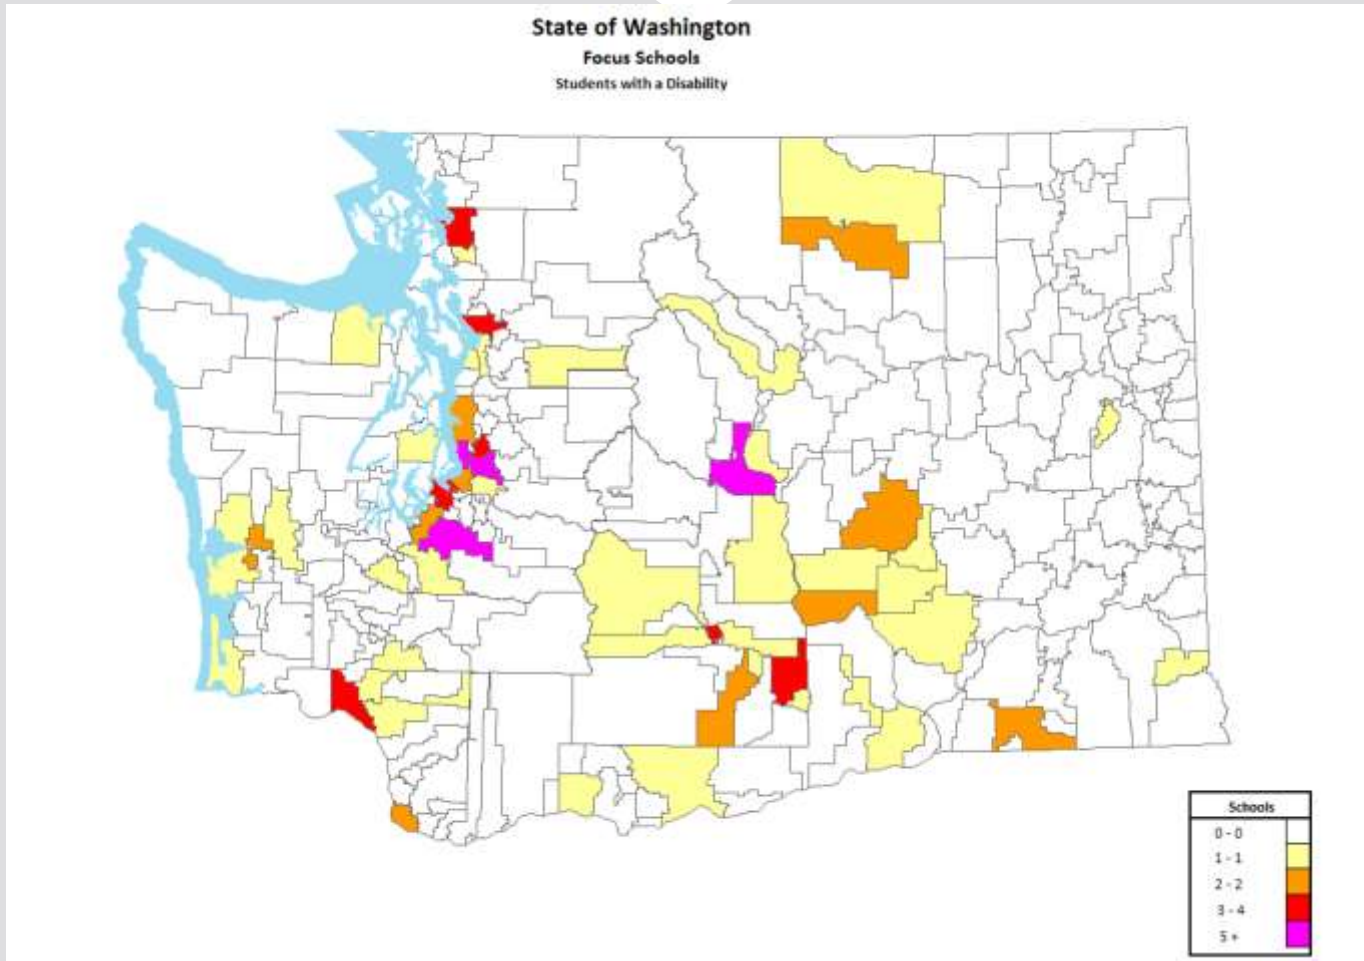 State of Washington
Focus Schools
Students with a Disability
Schools
0 - 0
1 - 1
2 - 2
3 - 4
5 +